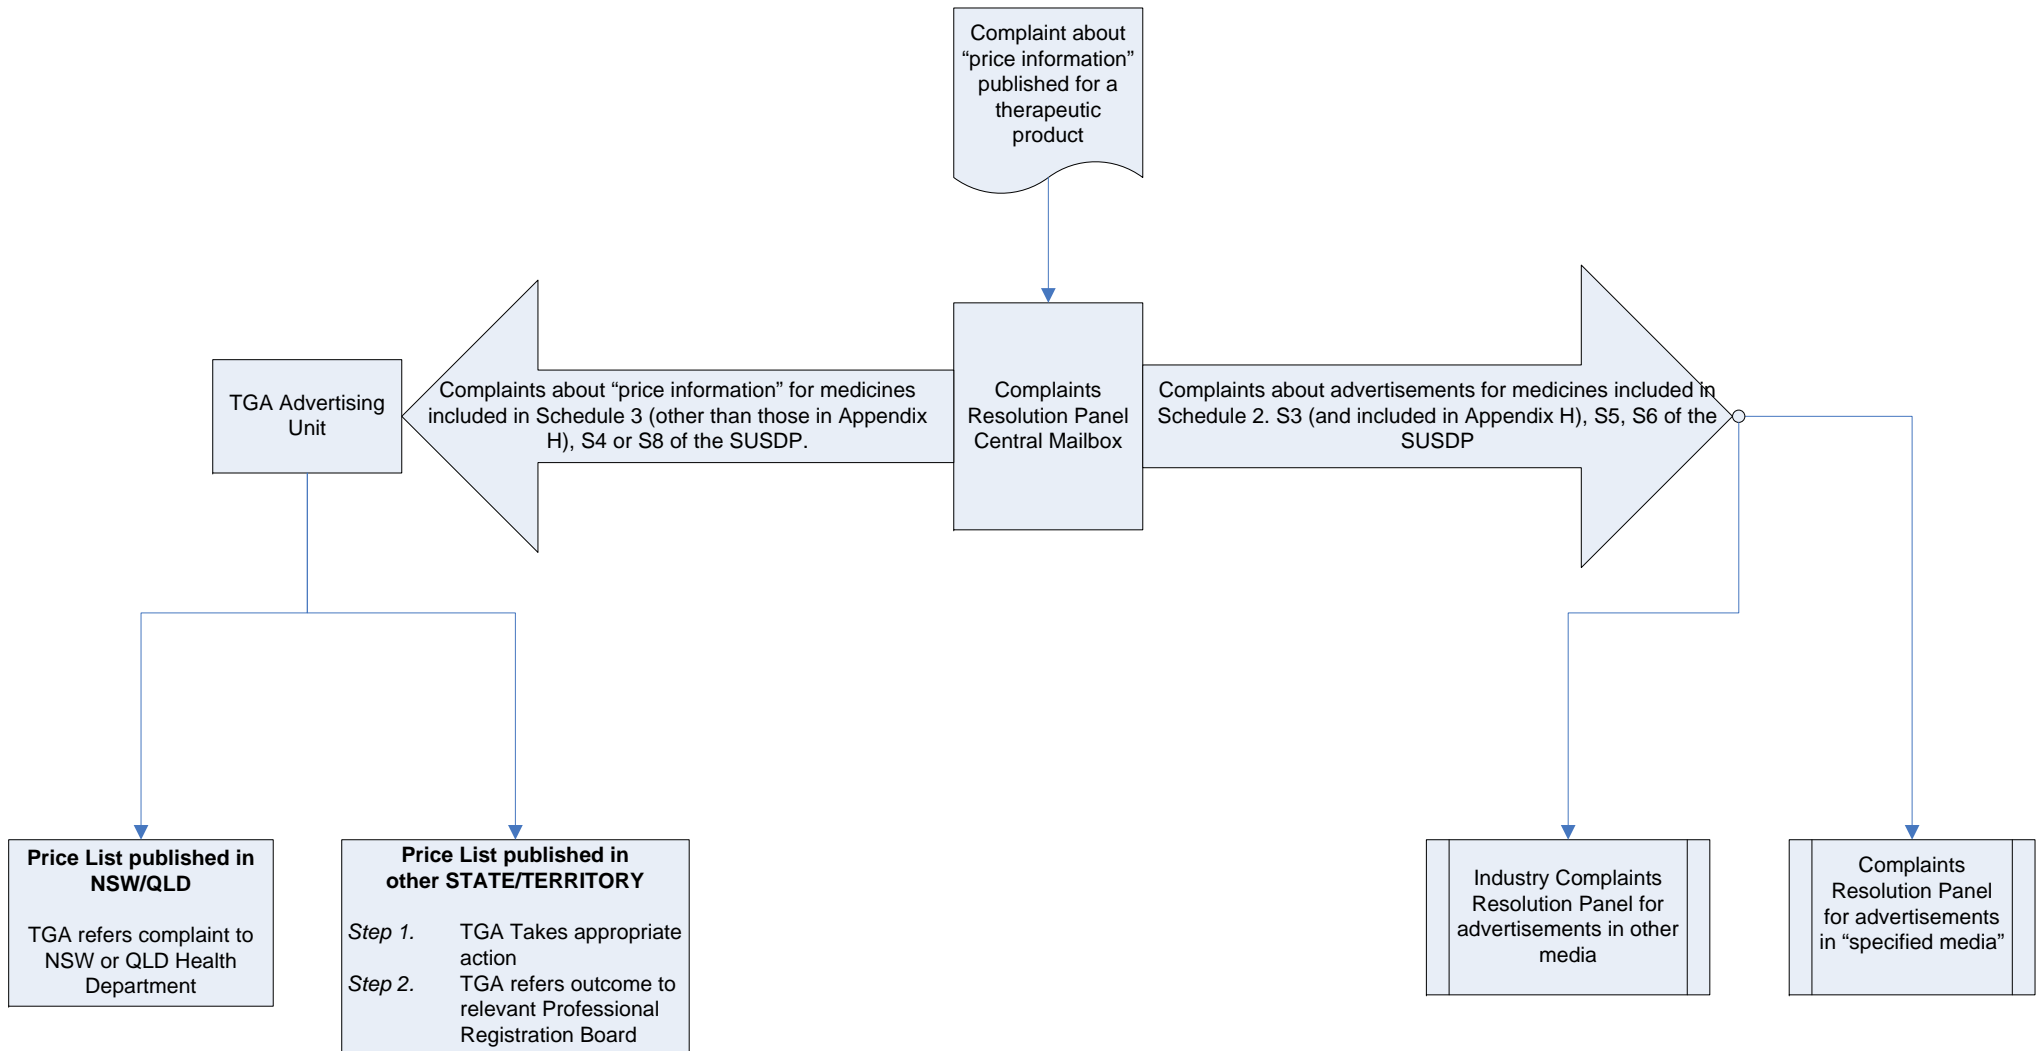 Complaint about
“price information”
published for a
therapeutic
product
TGA Advertising
Unit
Complaints about “price information” for medicines
included in Schedule 3 (other than those in Appendix
H), S4 or S8 of the SUSDP.
Complaints
Resolution Panel
Central Mailbox
Complaints about advertisements for medicines included in
Schedule 2. S3 (and included in Appendix H), S5, S6 of the
SUSDP
Price List published in
NSW/QLD
TGA refers complaint to
NSW or QLD Health
Department
Price List published in
other STATE/TERRITORY
Step 1. TGA Takes appropriate
action
Step 2. TGA refers outcome to
relevant Professional
Registration Board
Industry Complaints
Resolution Panel for
advertisements in other
media
Complaints
Resolution Panel
for advertisements
in “specified media”